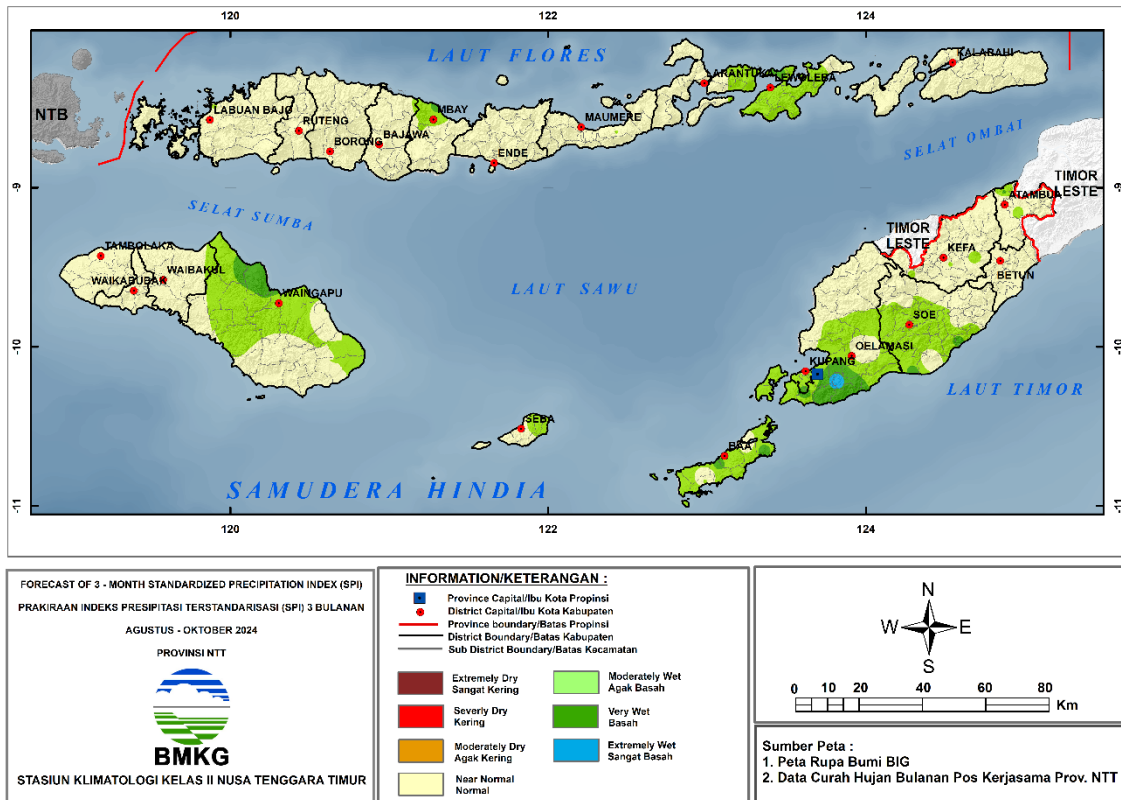 120
122
124
LAUT FLORES
KALABAHI
LARANTUKA
LEWOLEBA
NTB
LABUAN BAJO
MBAY
RUTENG
MAUMERE
BORONG
BAJAWA
ENDE
SELAT OMBAI
-9
-9
TIMOR
LESTE
ATAMBUA
SELAT SUMBA
TIMOR
LESTE
TAMBOLAKA
KEFA
WAIBAKUL
BETUN
WAIKABUBAK
WAINGAPU
LAUT SAWU
SOE
-10
-10
OELAMASI
KUPANG
LAUT TIMOR
SEBA
BAA
SAMUDERA HINDIA
-11
-11
120
122
124
FORECAST OF 3 - MONTH STANDARDIZED PRECIPITATION INDEX (SPI)
PRAKIRAAN INDEKS PRESIPITASI TERSTANDARISASI (SPI) 3 BULANAN
AGUSTUS - OKTOBER 2024
PROVINSI NTT
BMKG
STASIUN KLIMATOLOGI KELAS II NUSA TENGGARA TIMUR
INFORMATION/KETERANGAN :
Province Capital/Ibu Kota Propinsi
District Capital/Ibu Kota Kabupaten
Province boundary/Batas Propinsi
District Boundary/Batas Kabupaten
Sub District Boundary/Batas Kacamatan
Extremely Dry
Sangat Kering
Severly Dry
Kering
Moderately Dry
Agak Kering
Near Normal
Normal
Moderately Wet
Agak Basah
Very Wet
Basah
Extremely Wet
Sangat Basah
N
W E
S
0 10 20 40 60 80
Km
Sumber Peta :
1. Peta Rupa Bumi BIG
2. Data Curah Hujan Bulanan Pos Kerjasama Prov. NTT